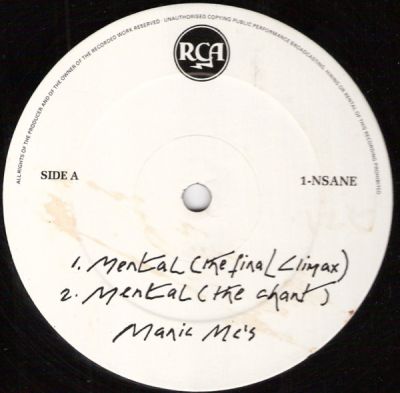 ALL RIGHTS OF THE PRODUCER AND OF THE OWNER OF THE RECORDED WORK RESERVED · UNAUTHORISED COPYING PUBLIC PERFORMANCE BROADCASTING, HIRING OR RENTAL OF THIS RECORDING PROHIBITED
RCA
SIDE A
1-NSANE
1. Mental (the final Climax)
2. Mental (the chant)
Manic Mc's